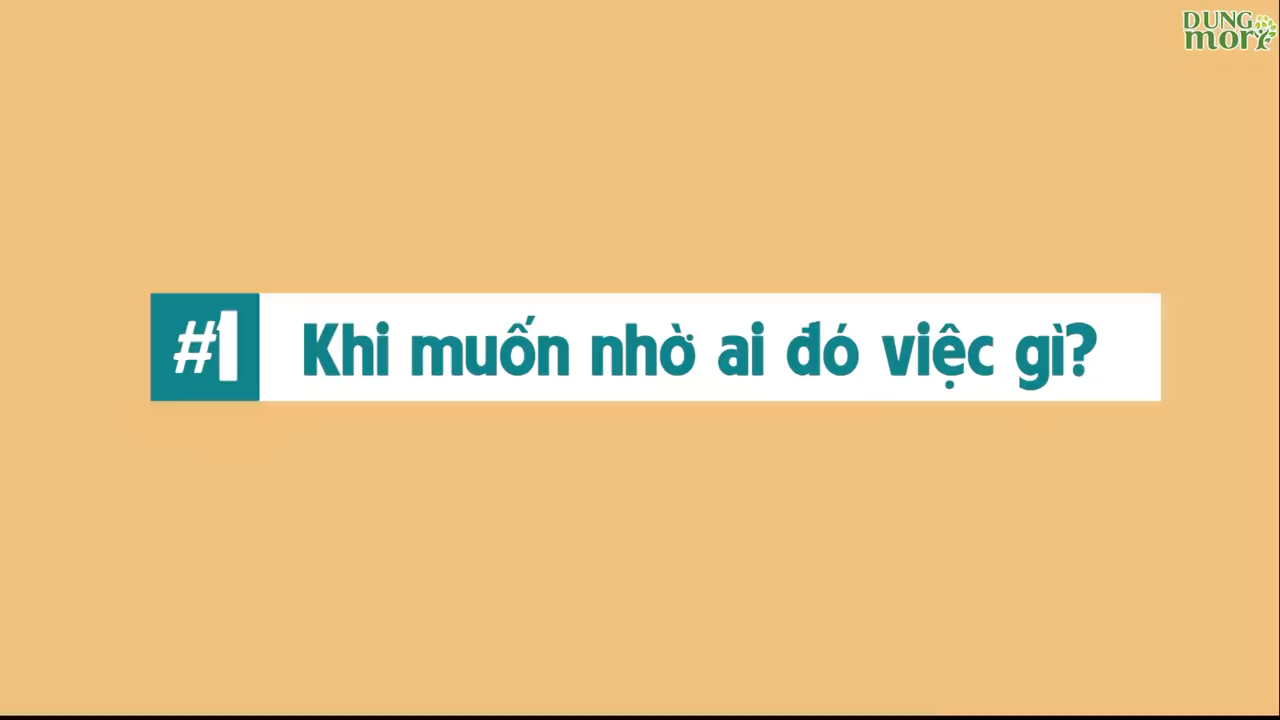 DUNG
mori
#1 Khi muốn nhờ ai đó việc gì?